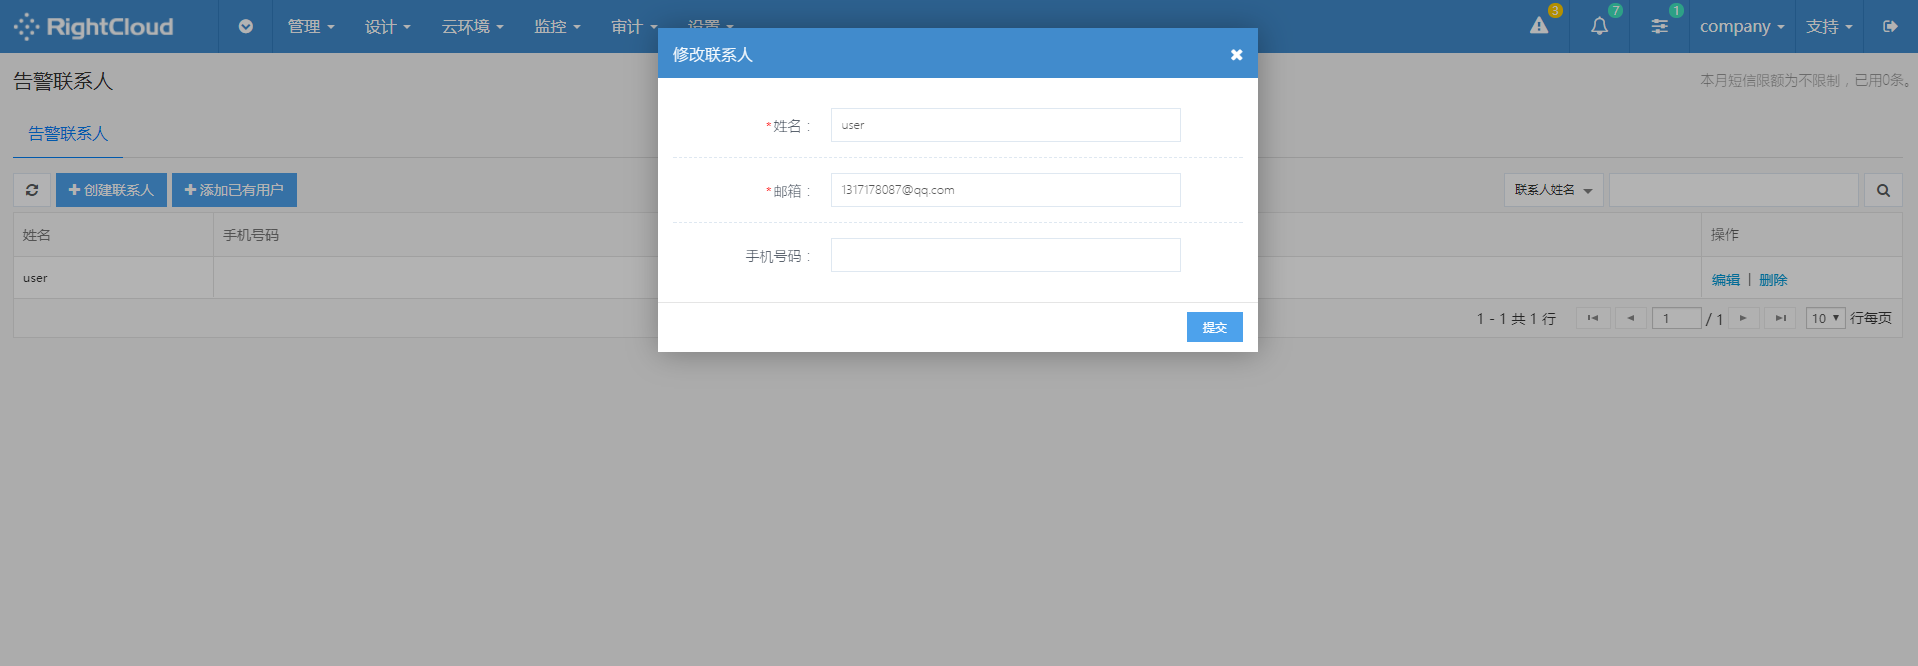 RightCloud 管理 设计 云环境 监控 审计 设置 3 7 1 company 支持
修改联系人
告警联系人
本月短信限额为不限制，已用0条。
告警联系人
*姓名： user
创建联系人 添加已有用户
*邮箱： 1317178087@qq.com
联系人姓名
姓名 手机号码 操作
手机号码：
user 编辑 | 删除
1 - 1 共 1 行 1 / 1 10 行每页
提交